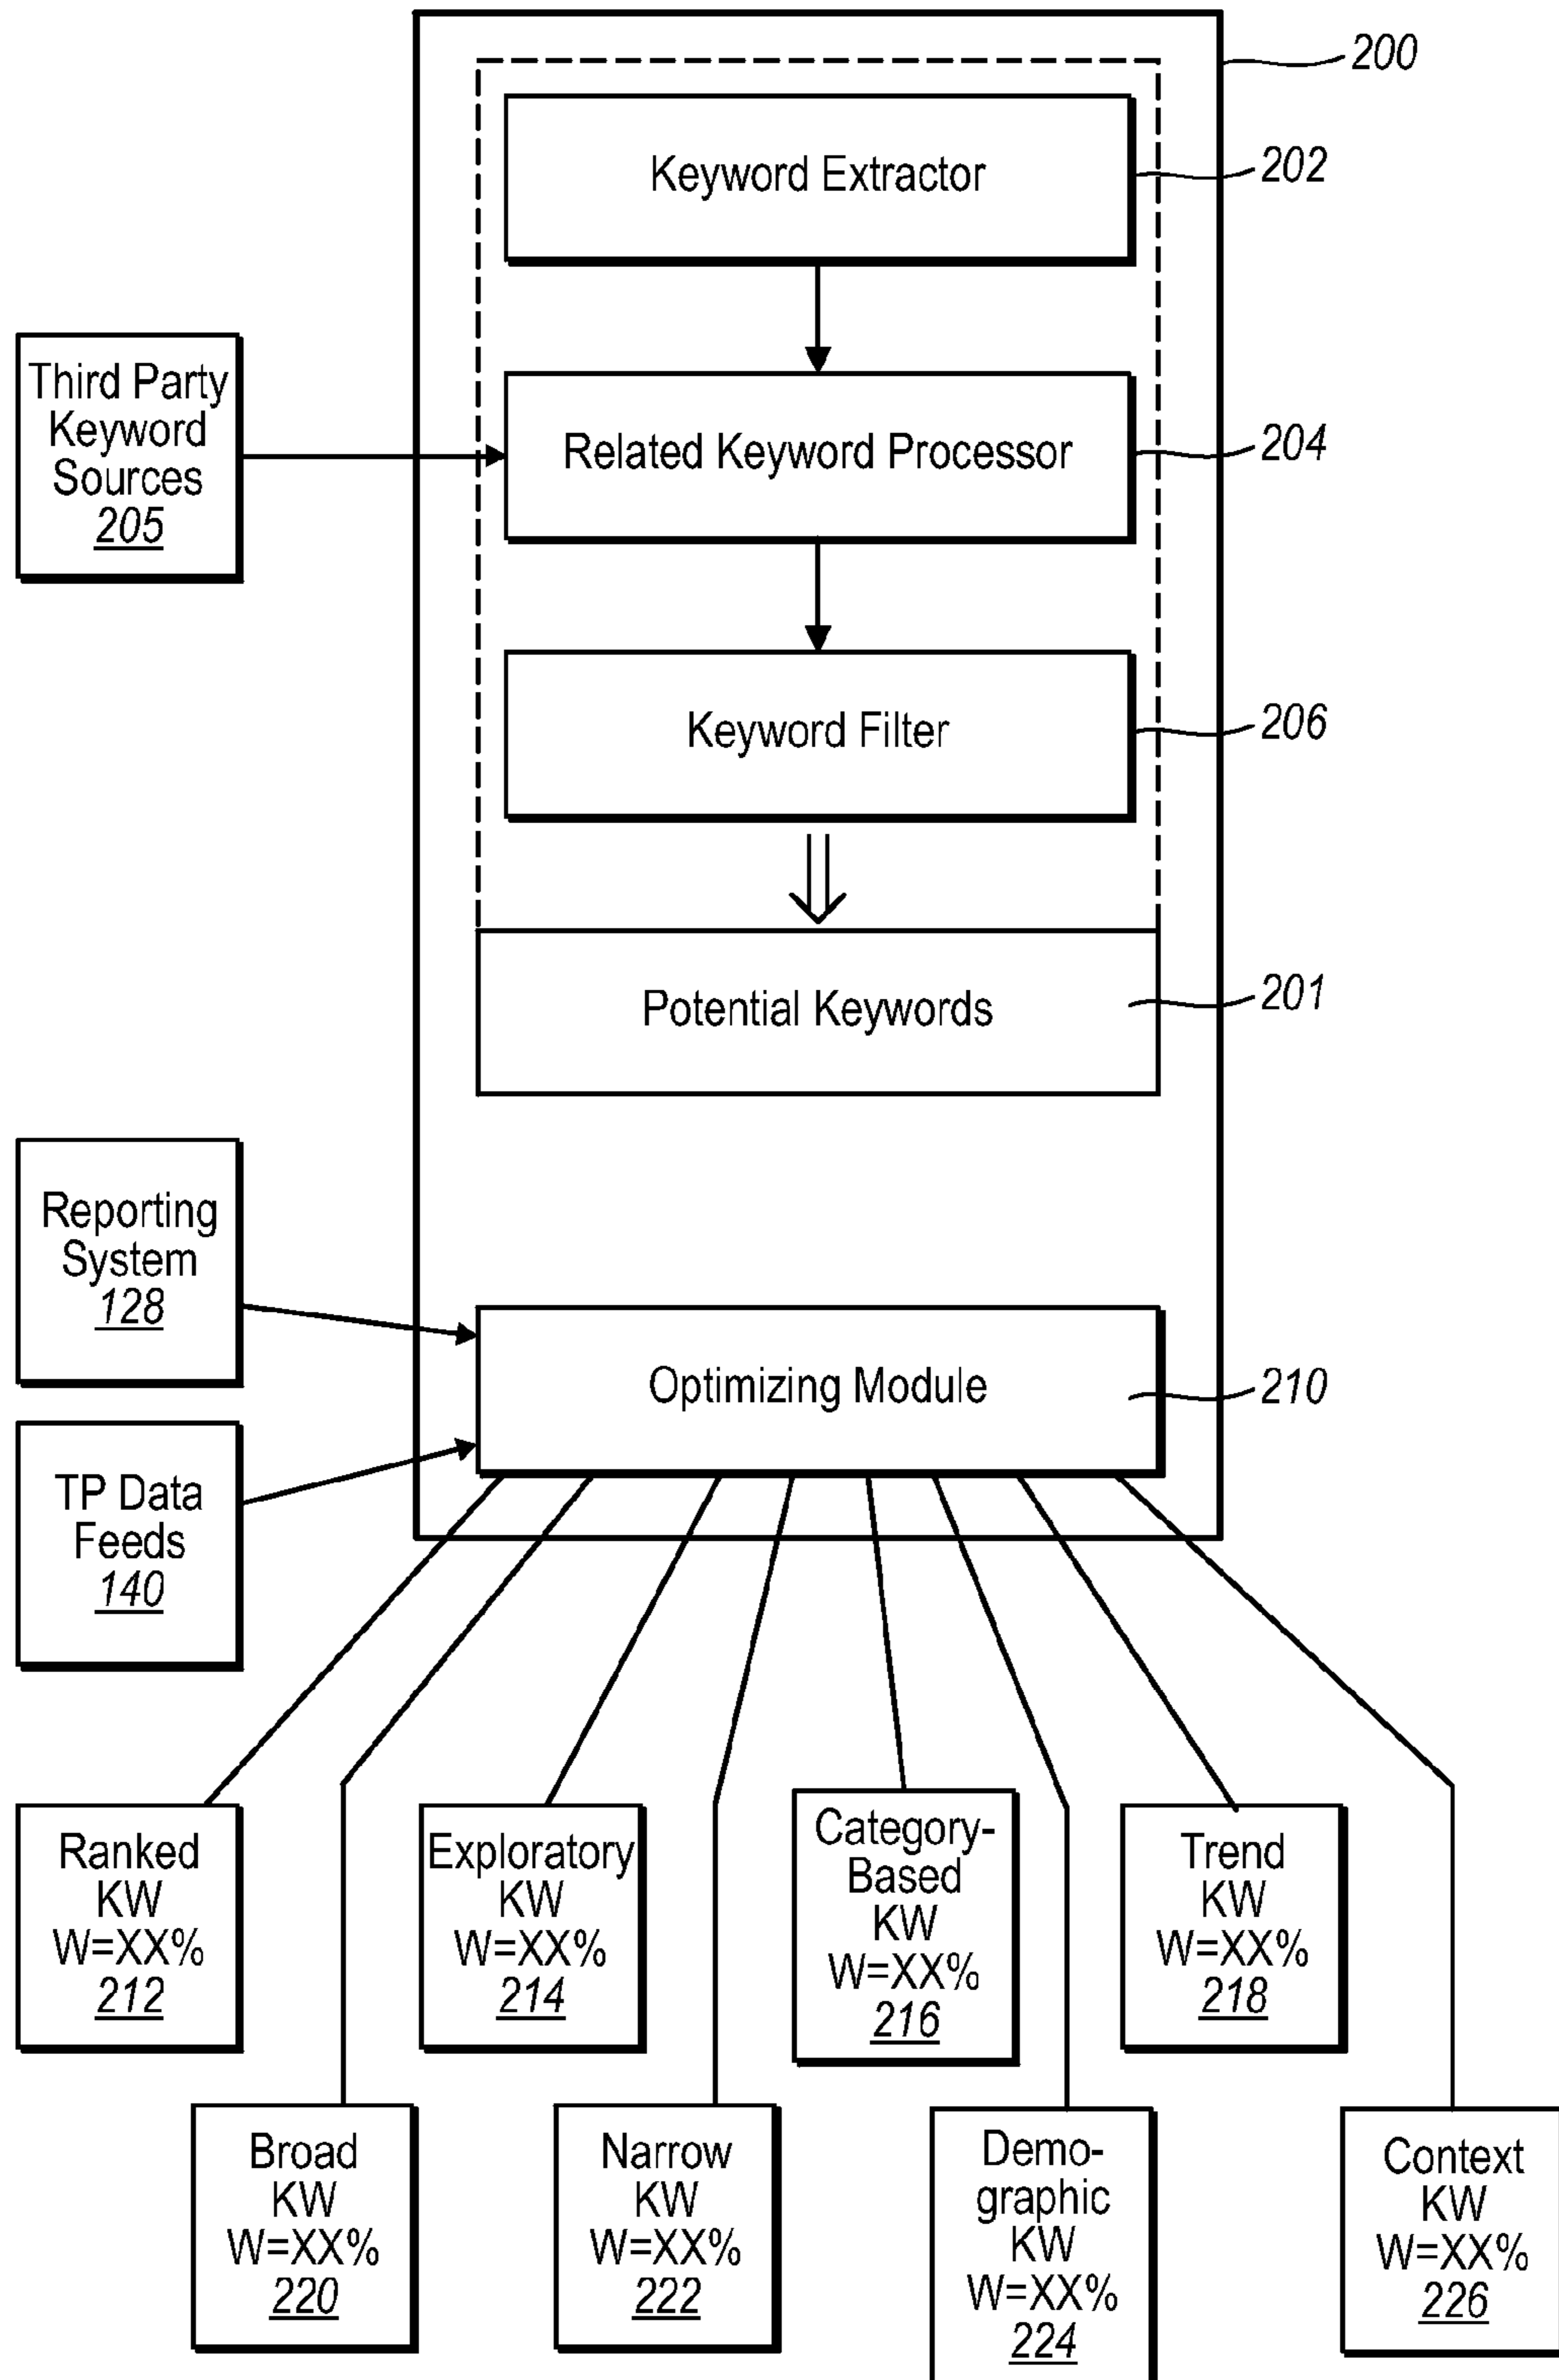 200
Keyword Extractor
202
Third Party
Keyword
Sources
205
Related Keyword Processor
204
Keyword Filter
206
Potential Keywords
201
Reporting
System
128
Optimizing Module
210
TP Data
Feeds
140
Ranked
KW
W=XX%
212
Exploratory
KW
W=XX%
214
Category-
Based
KW
W=XX%
216
Trend
KW
W=XX%
218
Broad
KW
W=XX%
220
Narrow
KW
W=XX%
222
Demo-
graphic
KW
W=XX%
224
Context
KW
W=XX%
226